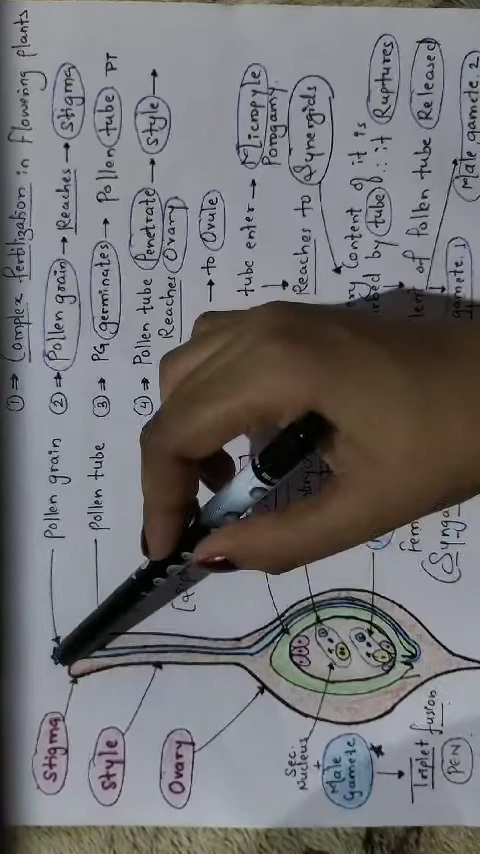 ① ⇒ Complex fertilization in flowering plants
② ⇒ Pollen grain → Reaches → Stigma
③ ⇒ PG germinates → Pollen tube PT
④ ⇒ Pollen tube Penetrate → Style →
Reaches Ovary
→ to Ovule
tube enter → Micropyle
Porogamy.
Reaches to Synergids
Content of it is
by tube ∴ it Ruptures
of Pollen tube Released
gamete.1
Male gamete.2
Pollen grain
Pollen tube
(Synga
Stigma
Style
Ovary
Sec.
Nucleus
+
Male
Gamete
↓
Triplet fusion
PEN